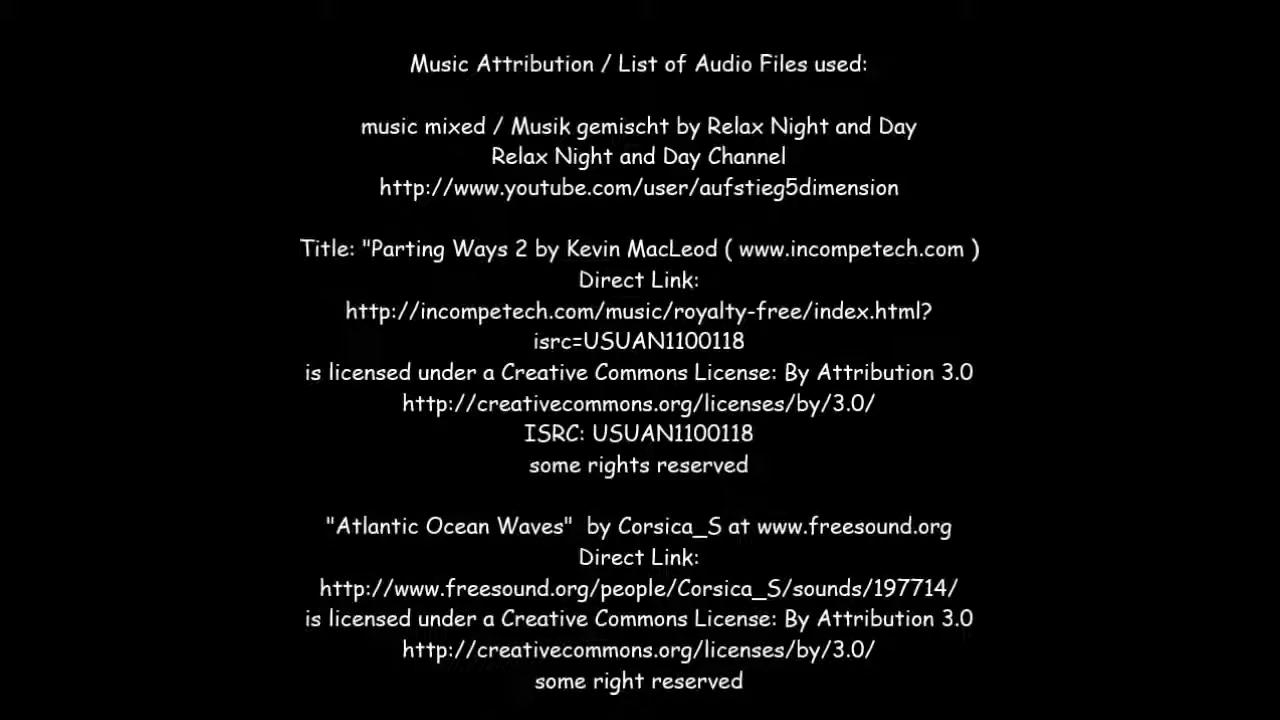 Music Attribution / List of Audio Files used:
music mixed / Musik gemischt by Relax Night and Day
Relax Night and Day Channel
http://www.youtube.com/user/aufstieg5dimension
Title: "Parting Ways 2 by Kevin MacLeod ( www.incompetech.com )
Direct Link:
http://incompetech.com/music/royalty-free/index.html?
isrc=USUAN1100118
is licensed under a Creative Commons License: By Attribution 3.0
http://creativecommons.org/licenses/by/3.0/
ISRC: USUAN1100118
some rights reserved
"Atlantic Ocean Waves"  by Corsica_S at www.freesound.org
Direct Link:
http://www.freesound.org/people/Corsica_S/sounds/197714/
is licensed under a Creative Commons License: By Attribution 3.0
http://creativecommons.org/licenses/by/3.0/
some right reserved